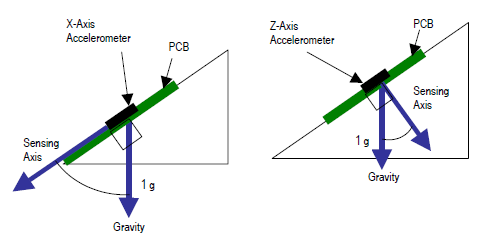 X-Axis
Accelerometer
PCB
Sensing
Axis
1 g
Gravity
Z-Axis
Accelerometer
PCB
Sensing
Axis
1 g
Gravity